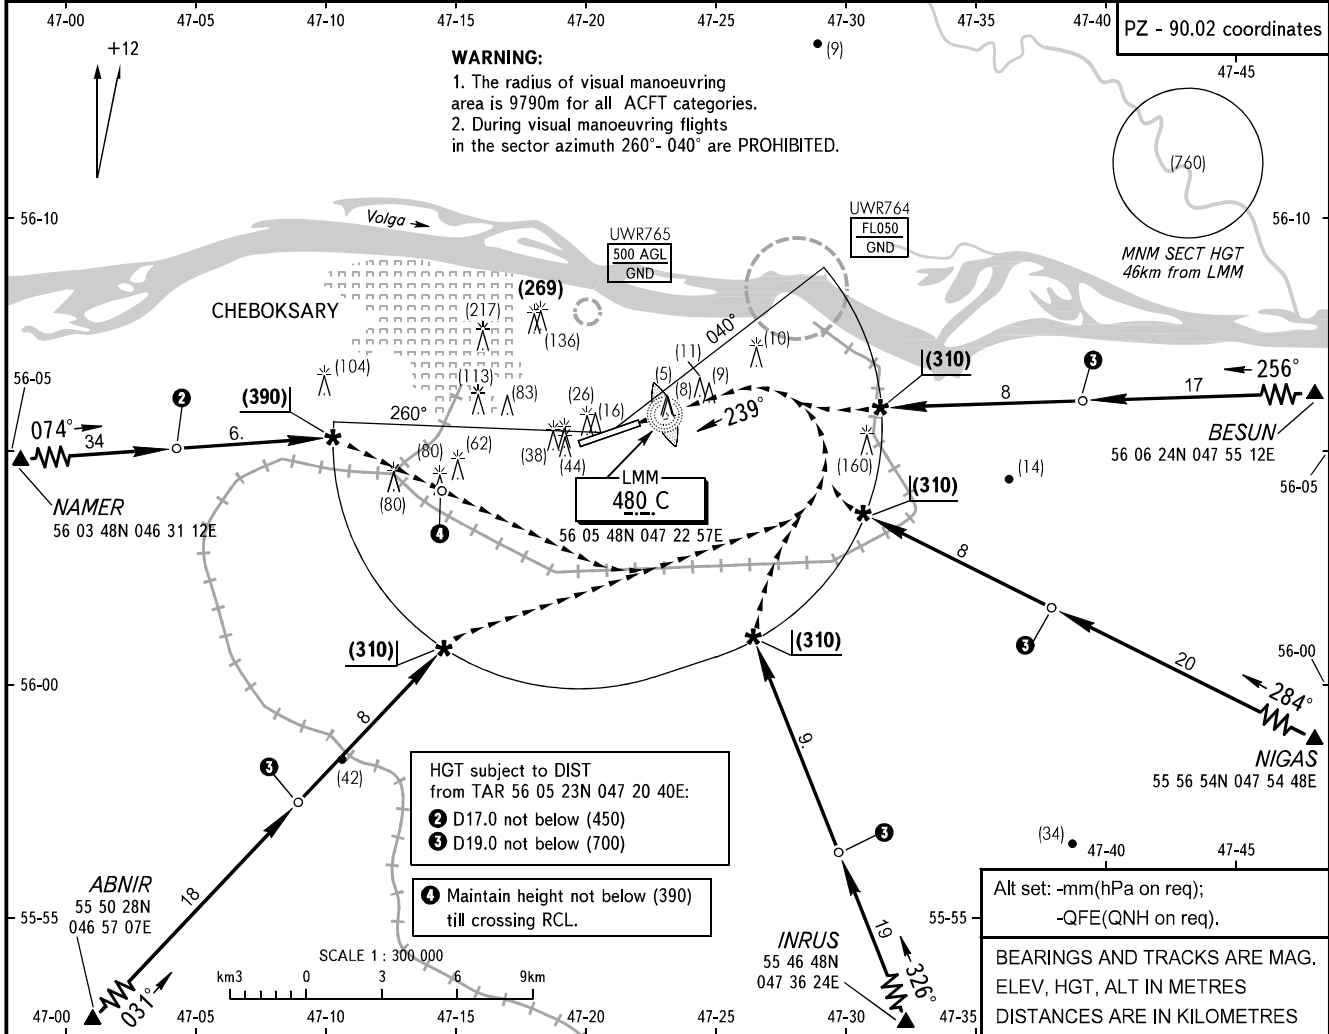 47-00
47-05
47-10
47-15
47-20
47-25
47-30
47-35
47-40
PZ - 90.02 coordinates
+12
WARNING:
1. The radius of visual manoeuvring
area is 9790m for all ACFT categories.
2. During visual manoeuvring flights
in the sector azimuth 260°- 040° are PROHIBITED.
(9)
47-45
(760)
MNM SECT HGT
46km from LMM
56-10
56-10
Volga
UWR765
500 AGL
GND
UWR764
FL050
GND
CHEBOKSARY
(217)
(269)
(136)
040°
(10)
(11)
(5)
(8)
(9)
(104)
(113)
(83)
(26)
(16)
(38)
(44)
(62)
(80)
(80)
(160)
(14)
56-05
2
074°
34
6.
(390)
260°
239°
(310)
3
8
17
256°
BESUN
56 06 24N 047 55 12E
56-05
NAMER
56 03 48N 046 31 12E
4
LMM
480 C
56 05 48N 047 22 57E
(310)
8
3
20
284°
56-00
NIGAS
55 56 54N 047 54 48E
56-00
(310)
(310)
8
3
(42)
18
9.
3
19
326°
HGT subject to DIST
from TAR 56 05 23N 047 20 40E:
2 D17.0 not below (450)
3 D19.0 not below (700)
4 Maintain height not below (390)
till crossing RCL.
(34)
47-40
47-45
ABNIR
55 50 28N
046 57 07E
031°
55-55
55-55
INRUS
55 46 48N
047 36 24E
SCALE 1 : 300 000
km3
0
3
6
9km
Alt set: -mm(hPa on req);
-QFE(QNH on req).
BEARINGS AND TRACKS ARE MAG.
ELEV, HGT, ALT IN METRES
DISTANCES ARE IN KILOMETRES
47-00
47-05
47-10
47-15
47-20
47-25
47-30
47-35